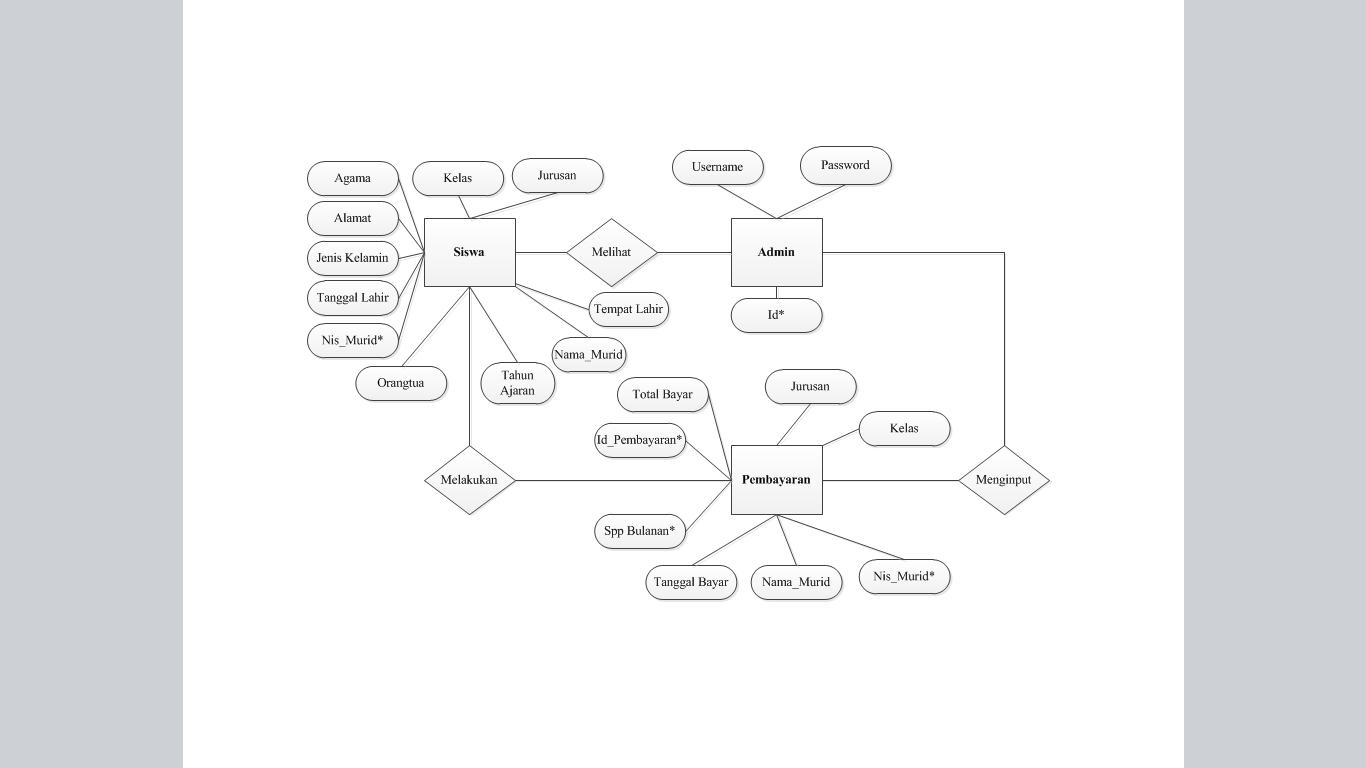 Username
Password
Agama
Kelas
Jurusan
Alamat
Siswa
Melihat
Admin
Jenis Kelamin
Tanggal Lahir
Tempat Lahir
Id*
Nis_Murid*
Nama_Murid
Orangtua
Tahun
Ajaran
Total Bayar
Jurusan
Id_Pembayaran*
Kelas
Melakukan
Pembayaran
Menginput
Spp Bulanan*
Tanggal Bayar
Nama_Murid
Nis_Murid*